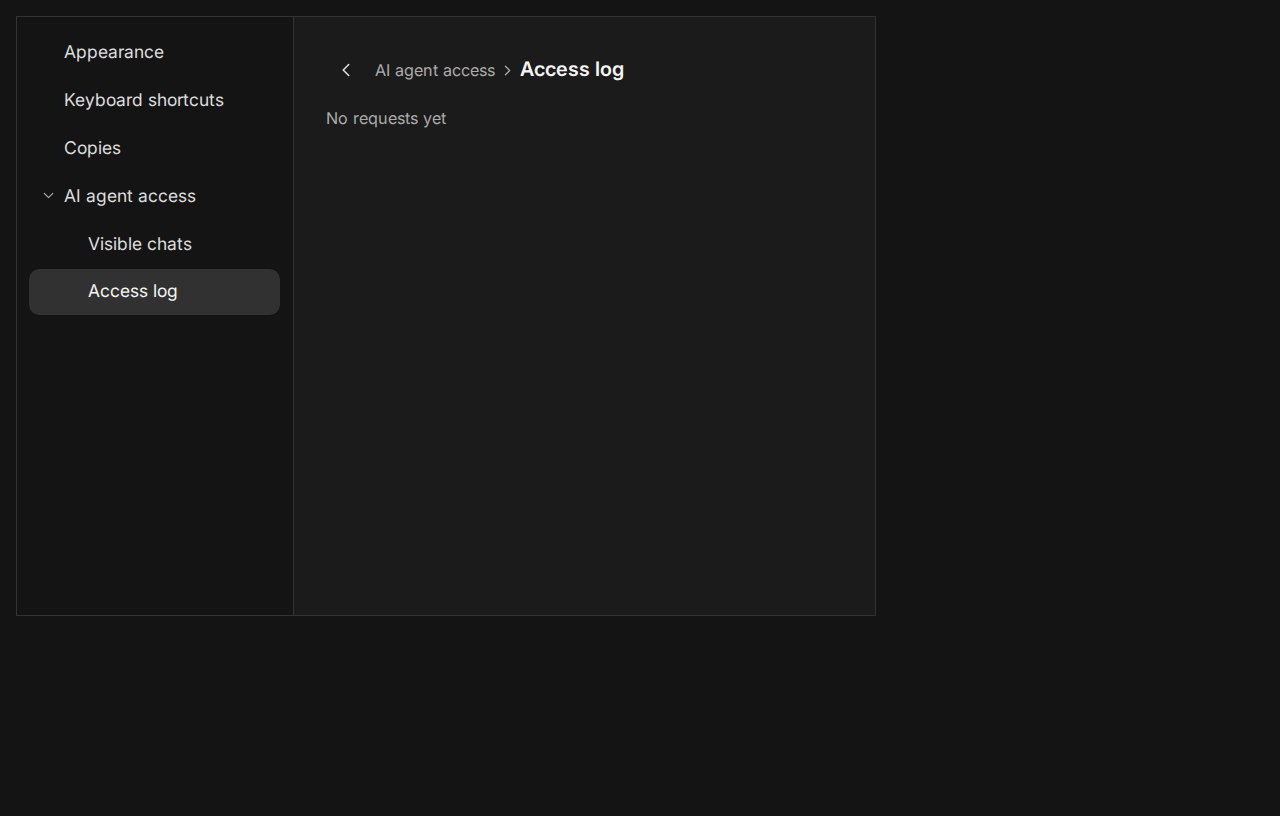 Appearance
Keyboard shortcuts
Copies
AI agent access
Visible chats
Access log
AI agent access > Access log
No requests yet